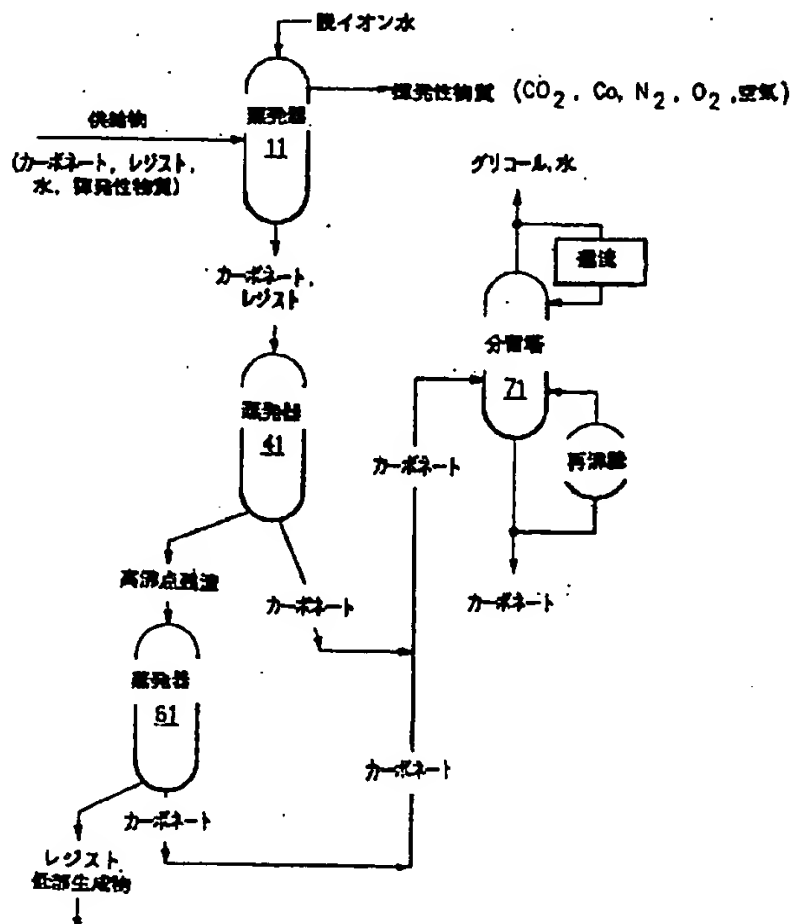 脱イオン水
揮発性物質 (CO2, Co, N2, O2, 空気)
蒸発器
11
供給物
(カーボネート, レジスト,
水, 揮発性物質)
グリコール, 水
還流
カーボネート,
レジスト
分留塔
71
蒸発器
41
カーボネート
再沸騰
高沸点残渣
カーボネート
カーボネート
蒸発器
61
カーボネート
カーボネート
レジスト,
低部生成物